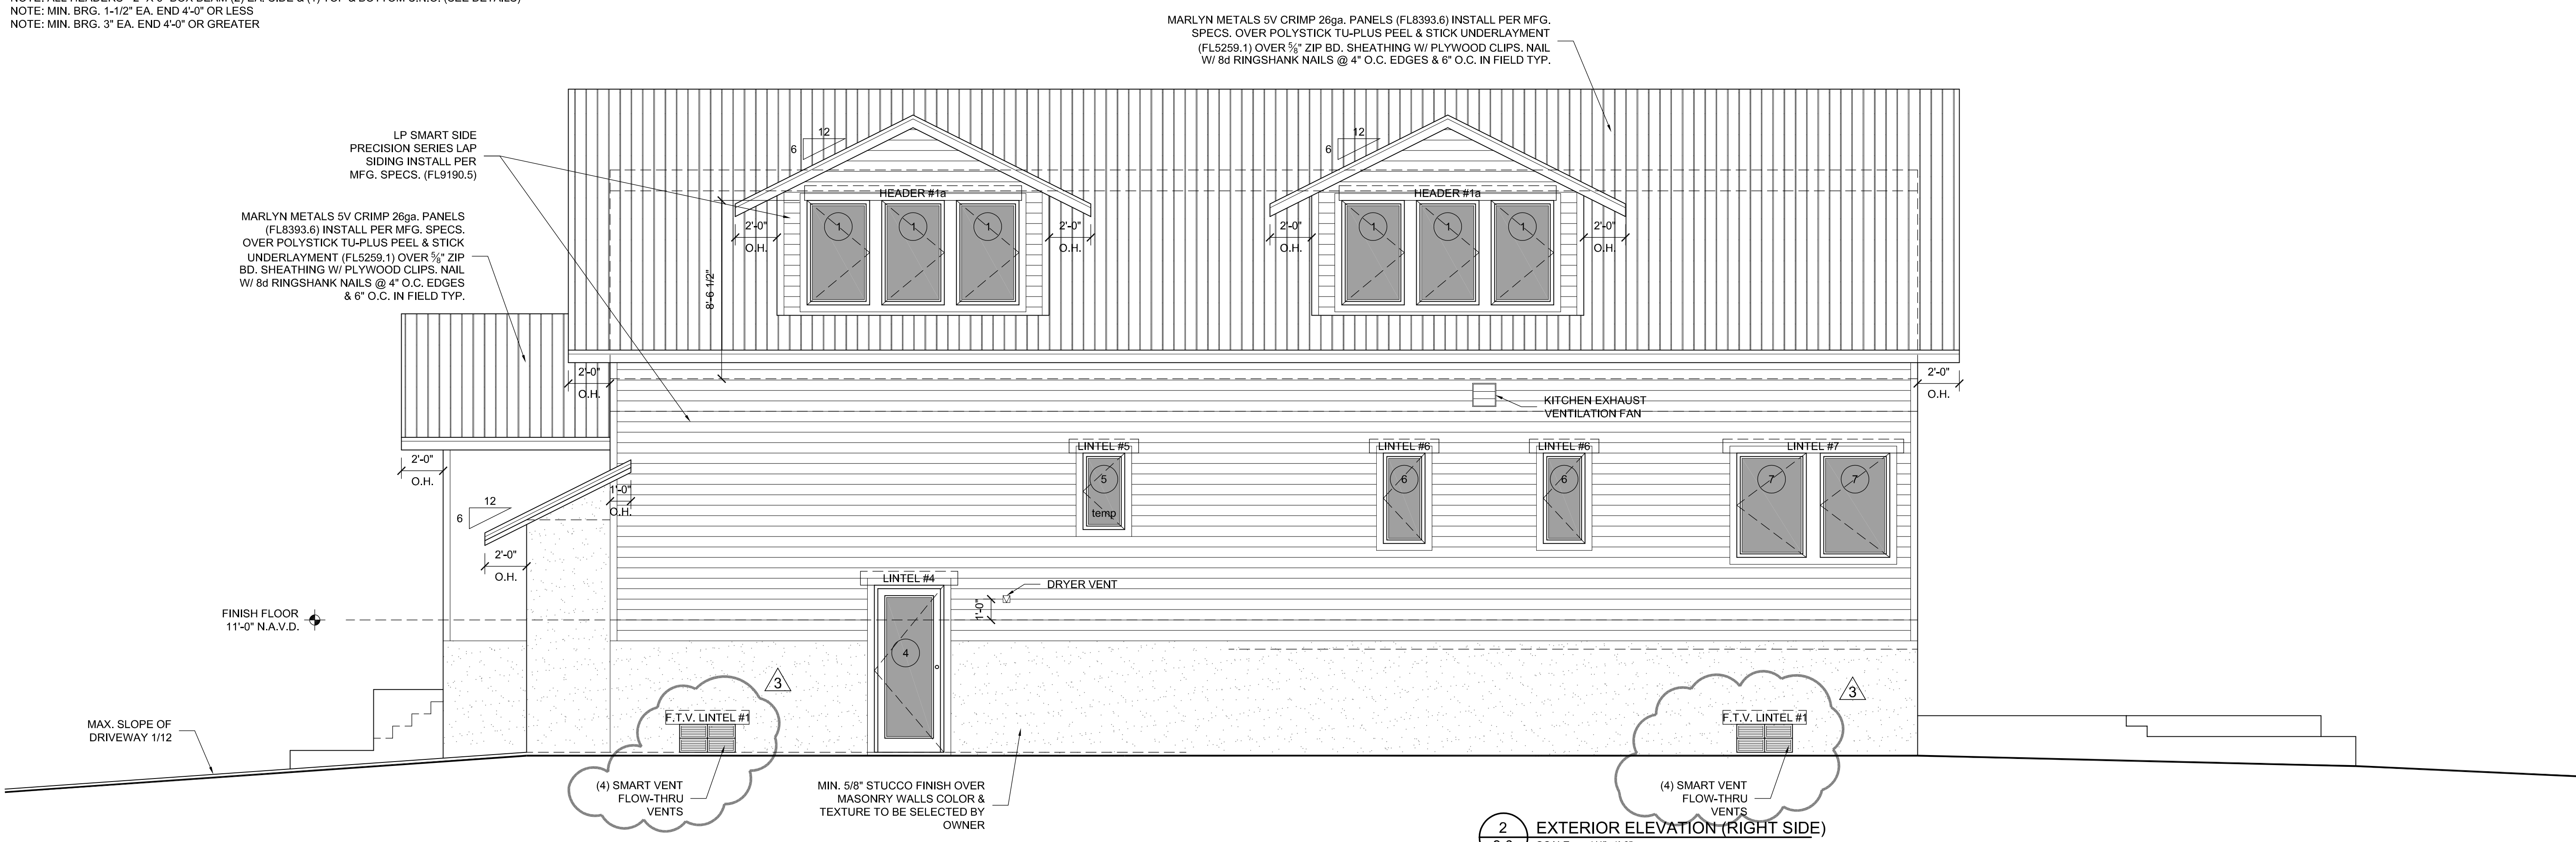 NOTE: MIN. BRG. 1-1/2" EA. END 4'-0" OR LESS
NOTE: MIN. BRG. 3" EA. END 4'-0" OR GREATER
MARLYN METALS 5V CRIMP 26ga. PANELS (FL8393.6) INSTALL PER MFG.
SPECS. OVER POLYSTICK TU-PLUS PEEL & STICK UNDERLAYMENT
(FL5259.1) OVER ⅝" ZIP BD. SHEATHING W/ PLYWOOD CLIPS. NAIL
W/ 8d RINGSHANK NAILS @ 4" O.C. EDGES & 6" O.C. IN FIELD TYP.
LP SMART SIDE
PRECISION SERIES LAP
SIDING INSTALL PER
MFG. SPECS. (FL9190.5)
MARLYN METALS 5V CRIMP 26ga. PANELS
(FL8393.6) INSTALL PER MFG. SPECS.
OVER POLYSTICK TU-PLUS PEEL & STICK
UNDERLAYMENT (FL5259.1) OVER ⅝" ZIP
BD. SHEATHING W/ PLYWOOD CLIPS. NAIL
W/ 8d RINGSHANK NAILS @ 4" O.C. EDGES
& 6" O.C. IN FIELD TYP.
12
6
HEADER #1a
1
1
1
2'-0"
O.H.
2'-0"
O.H.
8'-6 1/2"
12
6
HEADER #1a
1
1
1
2'-0"
O.H.
2'-0"
O.H.
2'-0"
O.H.
2'-0"
O.H.
KITCHEN EXHAUST
VENTILATION FAN
LINTEL #5
5
temp
LINTEL #6
6
LINTEL #6
6
LINTEL #7
7
7
2'-0"
O.H.
1'-0"
O.H.
12
6
2'-0"
O.H.
LINTEL #4
4
DRYER VENT
1'-0"
FINISH FLOOR
11'-0" N.A.V.D.
3
F.T.V. LINTEL #1
3
F.T.V. LINTEL #1
MAX. SLOPE OF
DRIVEWAY 1/12
(4) SMART VENT
FLOW-THRU
VENTS
MIN. 5/8" STUCCO FINISH OVER
MASONRY WALLS COLOR &
TEXTURE TO BE SELECTED BY
OWNER
(4) SMART VENT
FLOW-THRU
VENTS
2
EXTERIOR ELEVATION (RIGHT SIDE)